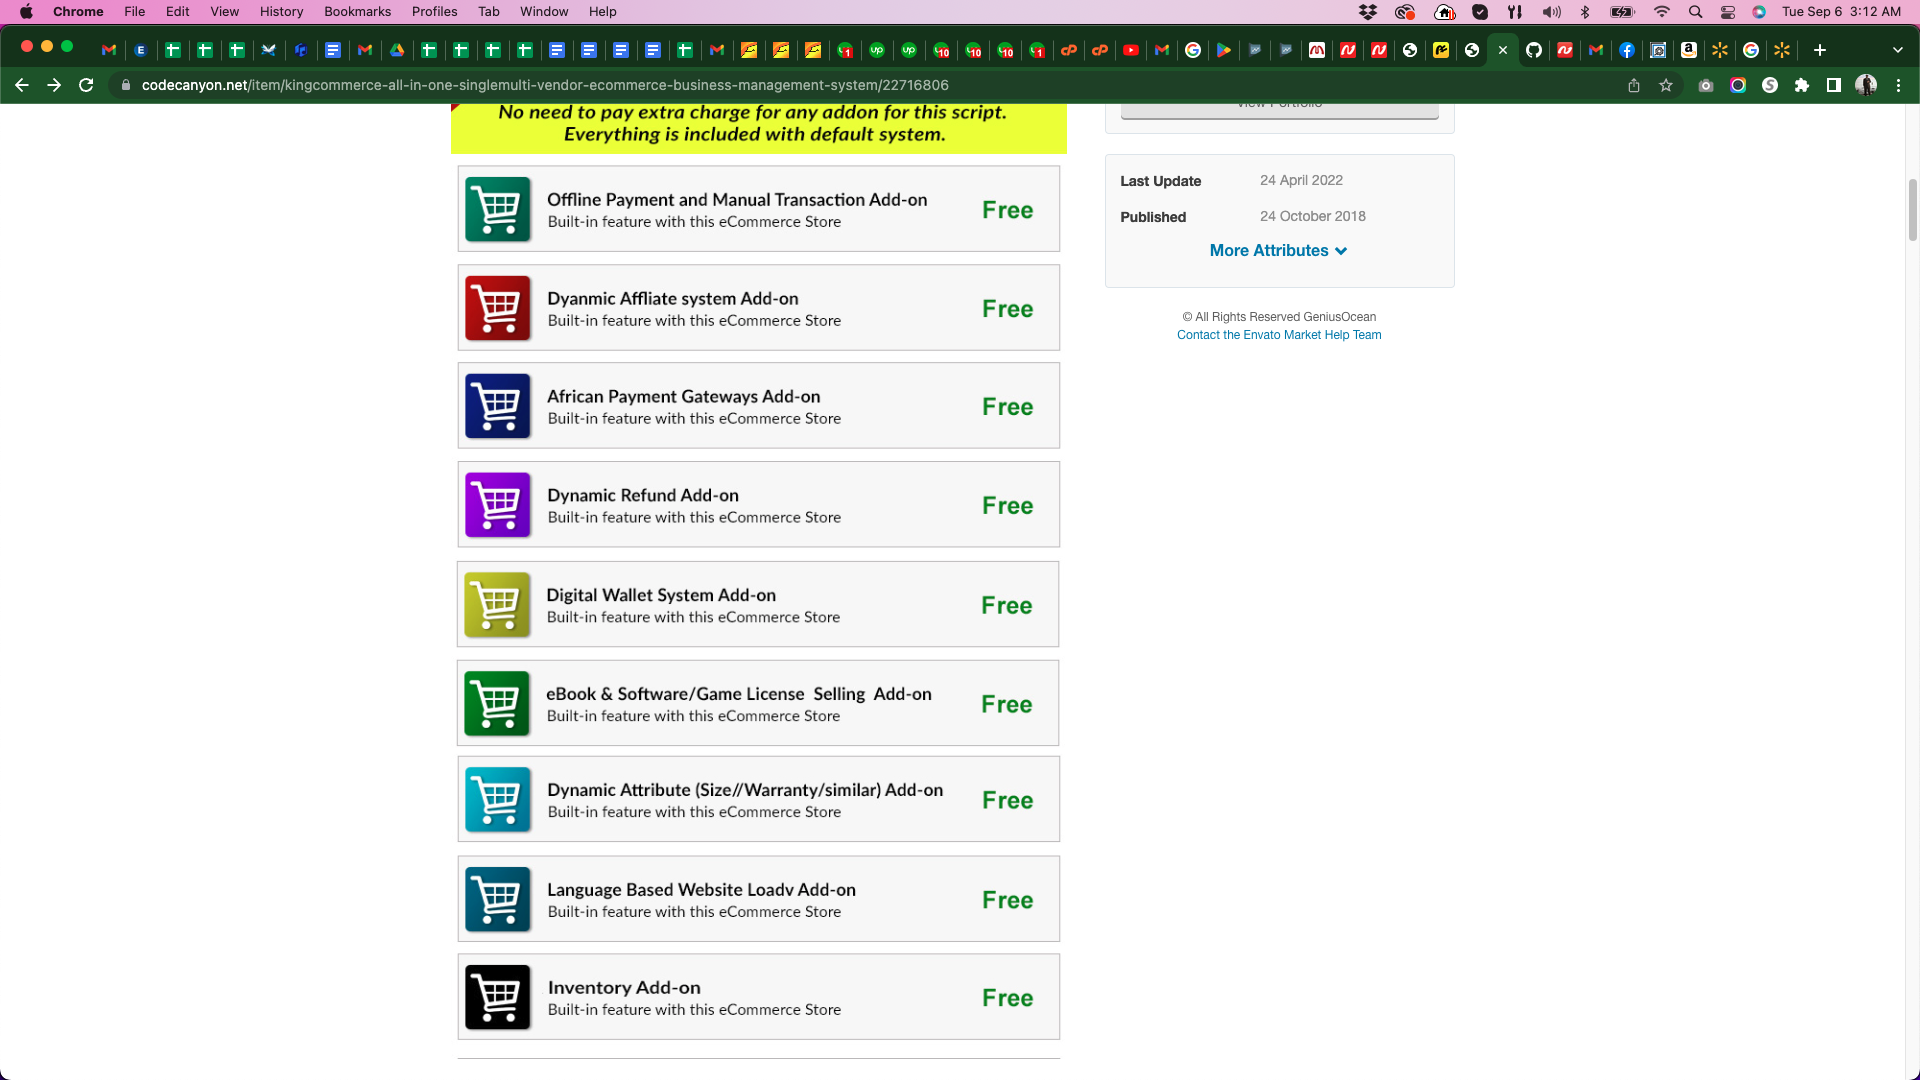 Chrome File Edit View History Bookmarks Profiles Tab Window Help Tue Sep 6 3:12 AM
codecanyon.net/item/kingcommerce-all-in-one-singlemulti-vendor-ecommerce-business-management-system/22716806
No need to pay extra charge for any addon for this script.
Everything is included with default system.
Offline Payment and Manual Transaction Add-on
Built-in feature with this eCommerce Store
Free
Dyanmic Affliate system Add-on
Built-in feature with this eCommerce Store
Free
African Payment Gateways Add-on
Built-in feature with this eCommerce Store
Free
Dynamic Refund Add-on
Built-in feature with this eCommerce Store
Free
Digital Wallet System Add-on
Built-in feature with this eCommerce Store
Free
eBook & Software/Game License Selling Add-on
Built-in feature with this eCommerce Store
Free
Dynamic Attribute (Size//Warranty/similar) Add-on
Built-in feature with this eCommerce Store
Free
Language Based Website Loadv Add-on
Built-in feature with this eCommerce Store
Free
Inventory Add-on
Built-in feature with this eCommerce Store
Free
View Portfolio
Last Update 24 April 2022
Published 24 October 2018
More Attributes
© All Rights Reserved GeniusOcean
Contact the Envato Market Help Team